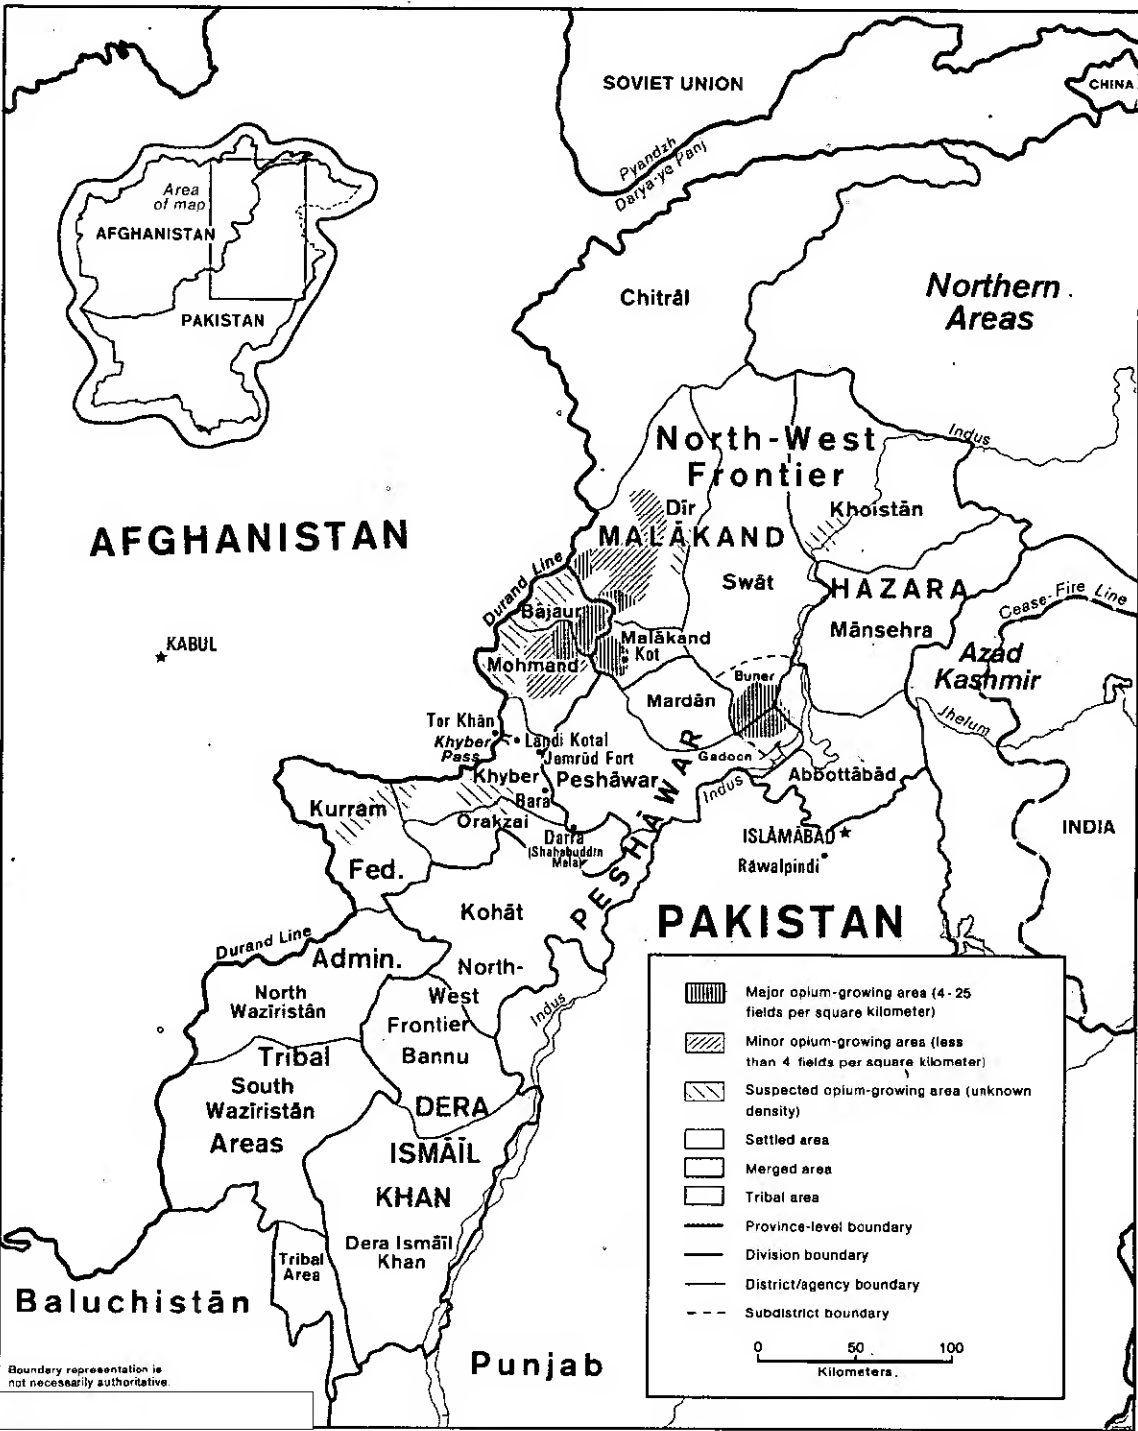 SOVIET UNION
CHINA
Pyandzh
Darya-ye Panj
Area
of map
AFGHANISTAN
PAKISTAN
Chitrāl
Northern
Areas
Indus
North-West
Frontier
Dīr
Khoistān
MALĀKAND
AFGHANISTAN
Durand Line
Swāt
HAZARA
Cease-Fire Line
Bājaur
Mānsehra
Malākand
Kot
KABUL
Azad
Kashmir
Mohmand
Buner
Mardān
Jhelum
Tor Khān
Khyber
Pass
Landi Kotal
Jamrūd Fort
Gadoon
Khyber
Peshāwar
Abbottābād
Indus
Bara
Kurram
Orakzai
Darra
(Shahabuddin
Mela)
ISLĀMĀBĀD
INDIA
Rāwalpindi
Fed.
PESHĀWAR
Kohāt
PAKISTAN
Durand Line
Admin.
North-
West
Frontier
North
Wazīristān
Indus
Bannu
Tribal
South
Wazīristān
Areas
DERA
ISMĀĪL
KHAN
Dera Ismāīl
Khan
Tribal
Area
Baluchistān
Punjab
Major opium-growing area (4-25
fields per square kilometer)
Minor opium-growing area (less
than 4 fields per square kilometer)
Suspected opium-growing area (unknown
density)
Settled area
Merged area
Tribal area
Province-level boundary
Division boundary
District/agency boundary
Subdistrict boundary
0 50 100
Kilometers
Boundary representation is
not necessarily authoritative.